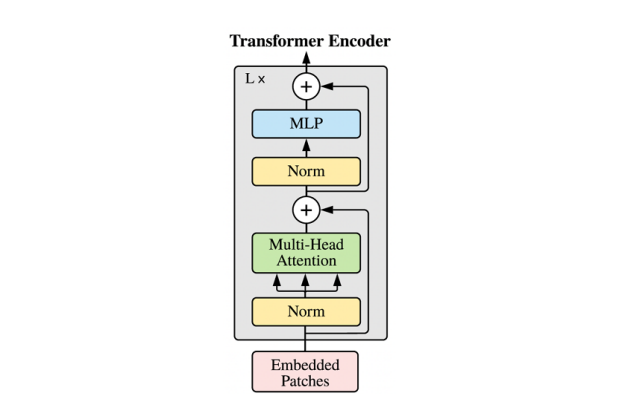 Transformer Encoder
L x
+
MLP
Norm
+
Multi-Head
Attention
Norm
Embedded
Patches